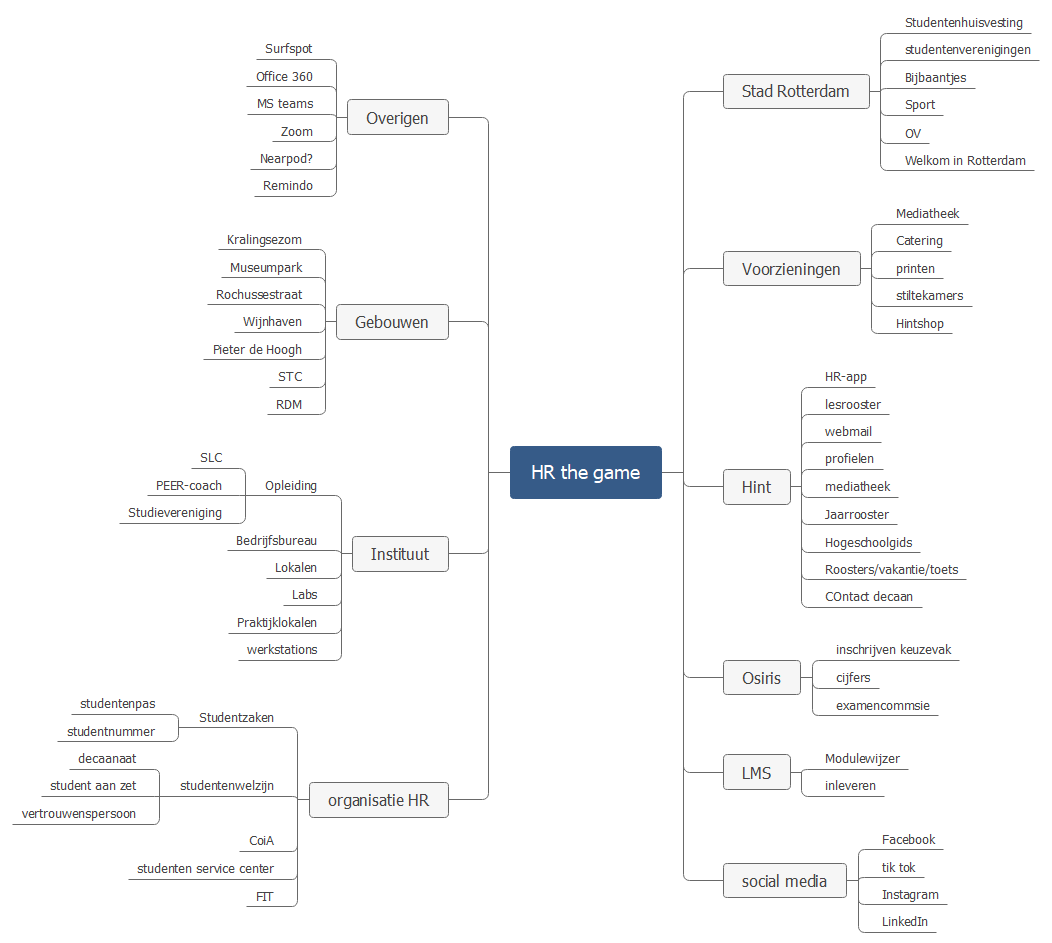 HR the game
Stad Rotterdam
Studentenhuisvesting
studentenverenigingen
Bijbaantjes
Sport
OV
Welkom in Rotterdam
Voorzieningen
Mediatheek
Catering
printen
stiltekamers
Hintshop
Hint
HR-app
lesrooster
webmail
profielen
mediatheek
Jaarrooster
Hogeschoolgids
Roosters/vakantie/toets
COntact decaan
Osiris
inschrijven keuzevak
cijfers
examencommsie
LMS
Modulewijzer
inleveren
social media
Facebook
tik tok
Instagram
LinkedIn
Overigen
Surfspot
Office 360
MS teams
Zoom
Nearpod?
Remindo
Gebouwen
Kralingsezom
Museumpark
Rochussestraat
Wijnhaven
Pieter de Hoogh
STC
RDM
Instituut
Opleiding
SLC
PEER-coach
Studievereniging
Bedrijfsbureau
Lokalen
Labs
Praktijklokalen
werkstations
organisatie HR
Studentzaken
studentenpas
studentnummer
studentenwelzijn
decaanaat
student aan zet
vertrouwenspersoon
CoiA
studenten service center
FIT